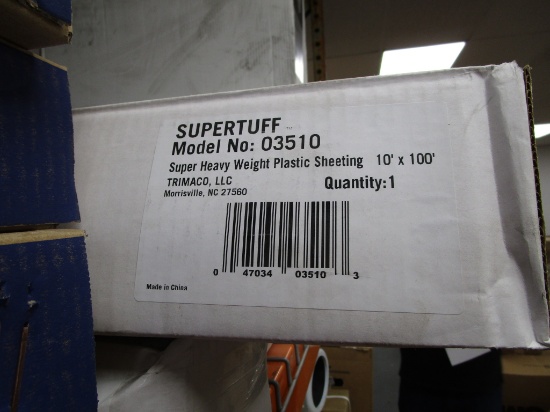 SUPERTUFF™
Model No: 03510
Super Heavy Weight Plastic Sheeting 10' x 100'
TRIMACO, LLC Quantity:1
Morrisville, NC 27560
0 47034 03510 3
Made in China